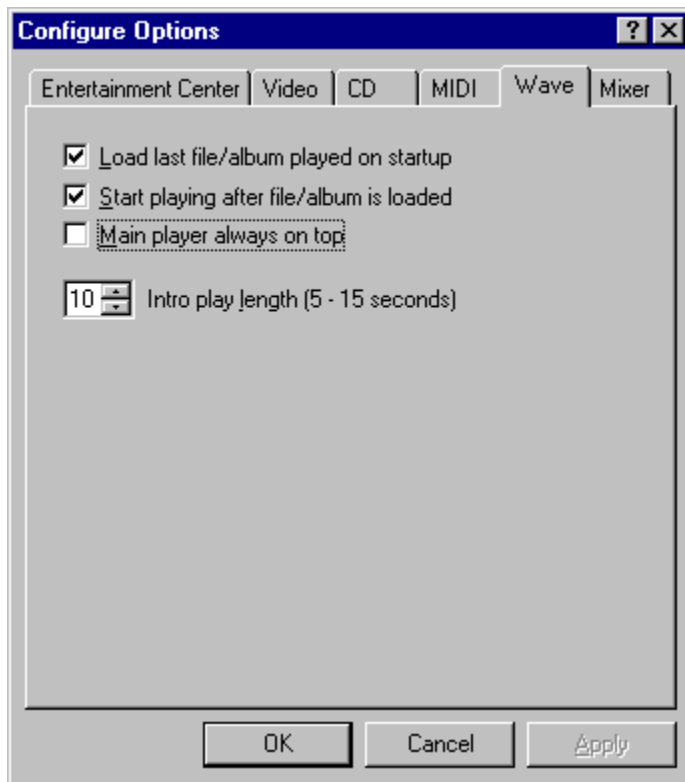 Configure Options
Entertainment Center Video CD MIDI Wave Mixer
Load last file/album played on startup
Start playing after file/album is loaded
Main player always on top
10 Intro play length (5 - 15 seconds)
OK Cancel Apply